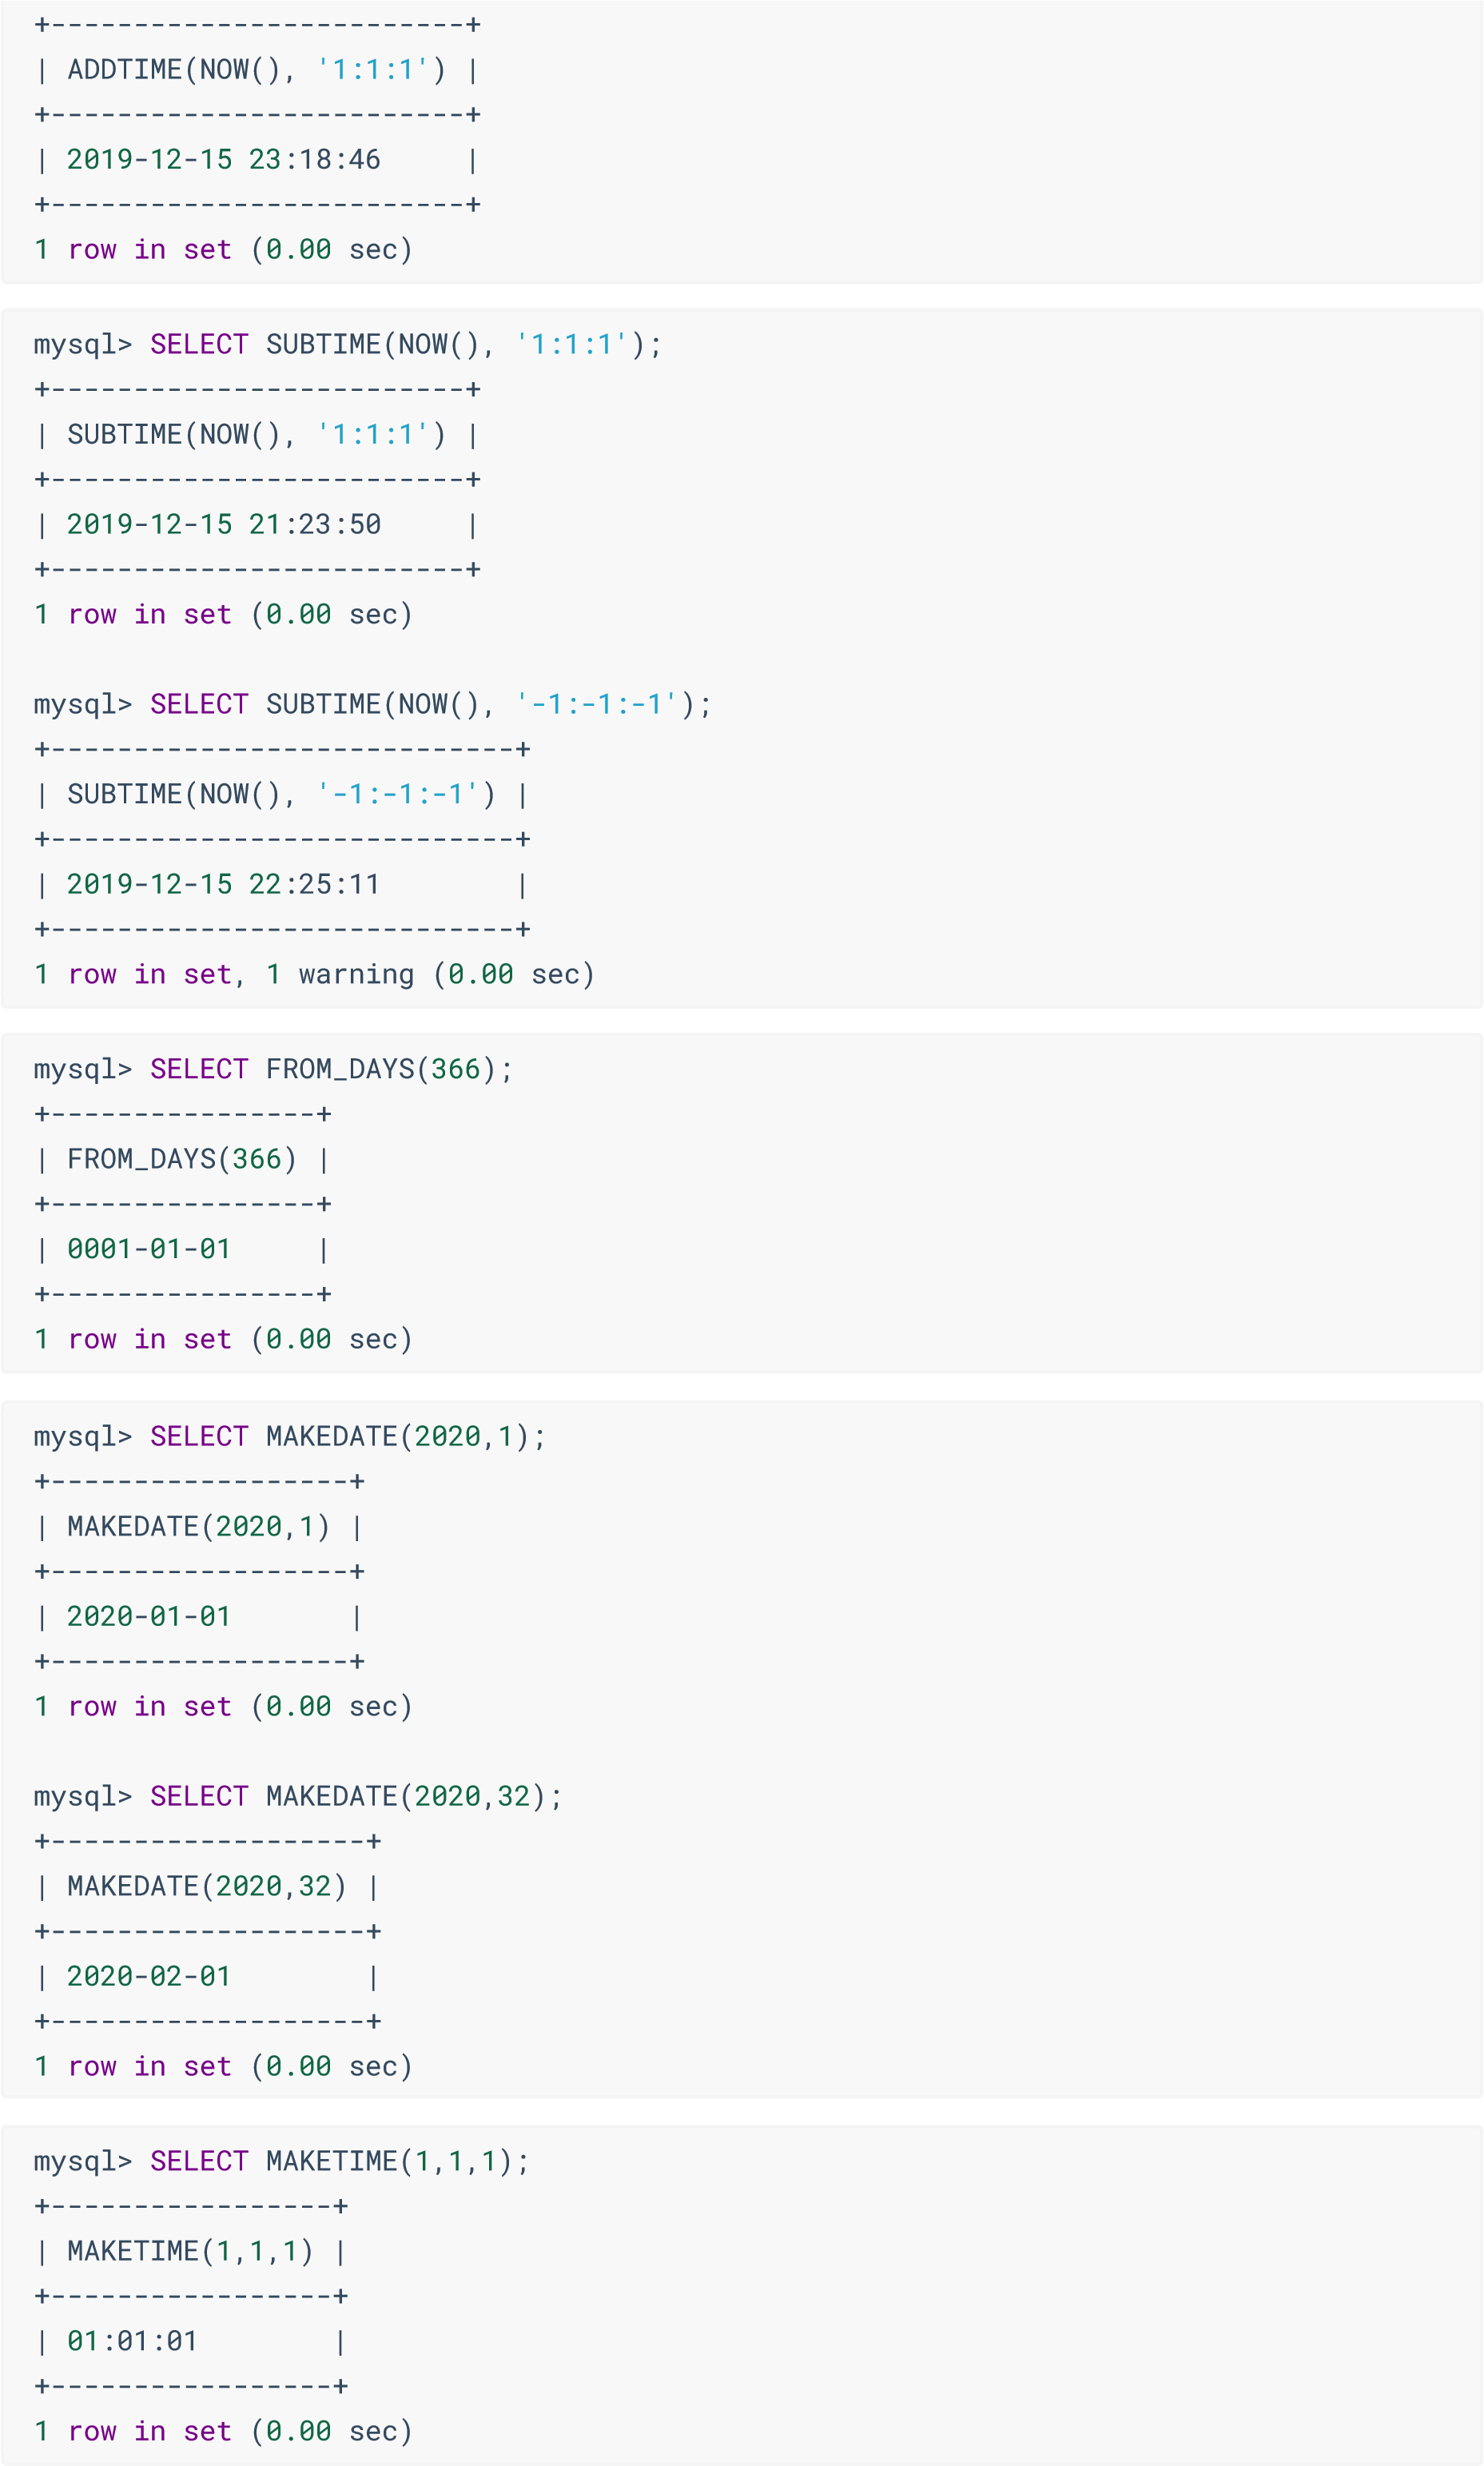 +-------------------------+
| ADDTIME(NOW(), '1:1:1') |
+-------------------------+
| 2019-12-15 23:18:46     |
+-------------------------+
1 row in set (0.00 sec)
mysql> SELECT SUBTIME(NOW(), '1:1:1');
+-------------------------+
| SUBTIME(NOW(), '1:1:1') |
+-------------------------+
| 2019-12-15 21:23:50     |
+-------------------------+
1 row in set (0.00 sec)
mysql> SELECT SUBTIME(NOW(), '-1:-1:-1');
+----------------------------+
| SUBTIME(NOW(), '-1:-1:-1') |
+----------------------------+
| 2019-12-15 22:25:11        |
+----------------------------+
1 row in set, 1 warning (0.00 sec)
mysql> SELECT FROM_DAYS(366);
+----------------+
| FROM_DAYS(366) |
+----------------+
| 0001-01-01     |
+----------------+
1 row in set (0.00 sec)
mysql> SELECT MAKEDATE(2020,1);
+------------------+
| MAKEDATE(2020,1) |
+------------------+
| 2020-01-01       |
+------------------+
1 row in set (0.00 sec)
mysql> SELECT MAKEDATE(2020,32);
+-------------------+
| MAKEDATE(2020,32) |
+-------------------+
| 2020-02-01        |
+-------------------+
1 row in set (0.00 sec)
mysql> SELECT MAKETIME(1,1,1);
+-----------------+
| MAKETIME(1,1,1) |
+-----------------+
| 01:01:01        |
+-----------------+
1 row in set (0.00 sec)